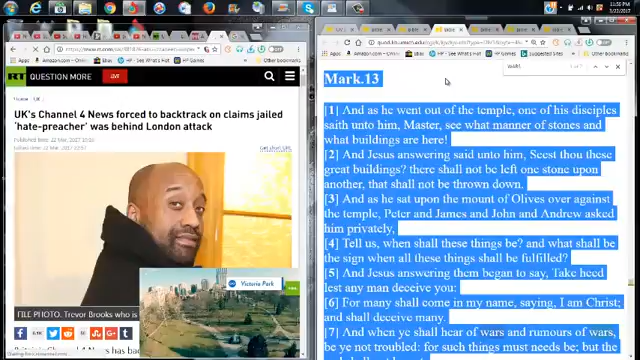 RT QUESTION MORE LIVE
Home UK
UK's Channel 4 News forced to backtrack on claims jailed
'hate-preacher' was behind London attack
Victoria Park
FILE PHOTO. Trevor Brooks who is
11:50 PM
3/22/2017
Mark.13
[1] And as he went out of the temple, one of his disciples
saith unto him, Master, see what manner of stones and
what buildings are here!
[2] And Jesus answering said unto him, Seest thou these
great buildings? there shall not be left one stone upon
another, that shall not be thrown down.
[3] And as he sat upon the mount of Olives over against
the temple, Peter and James and John and Andrew asked
him privately,
[4] Tell us, when shall these things be? and what shall be
the sign when all these things shall be fulfilled?
[5] And Jesus answering them began to say, Take heed
lest any man deceive you:
[6] For many shall come in my name, saying, I am Christ;
and shall deceive many.
[7] And when ye shall hear of wars and rumours of wars,
be ye not troubled: for such things must needs be; but the